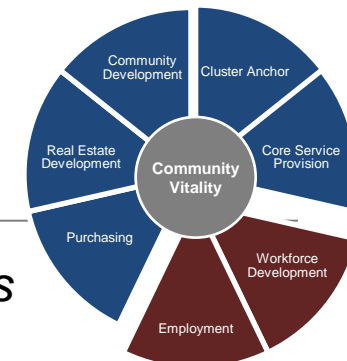 Community
Development
Cluster Anchor
Real Estate
Development
Core Service
Provision
Community
Vitality
Purchasing
Workforce
Development
s
Employment